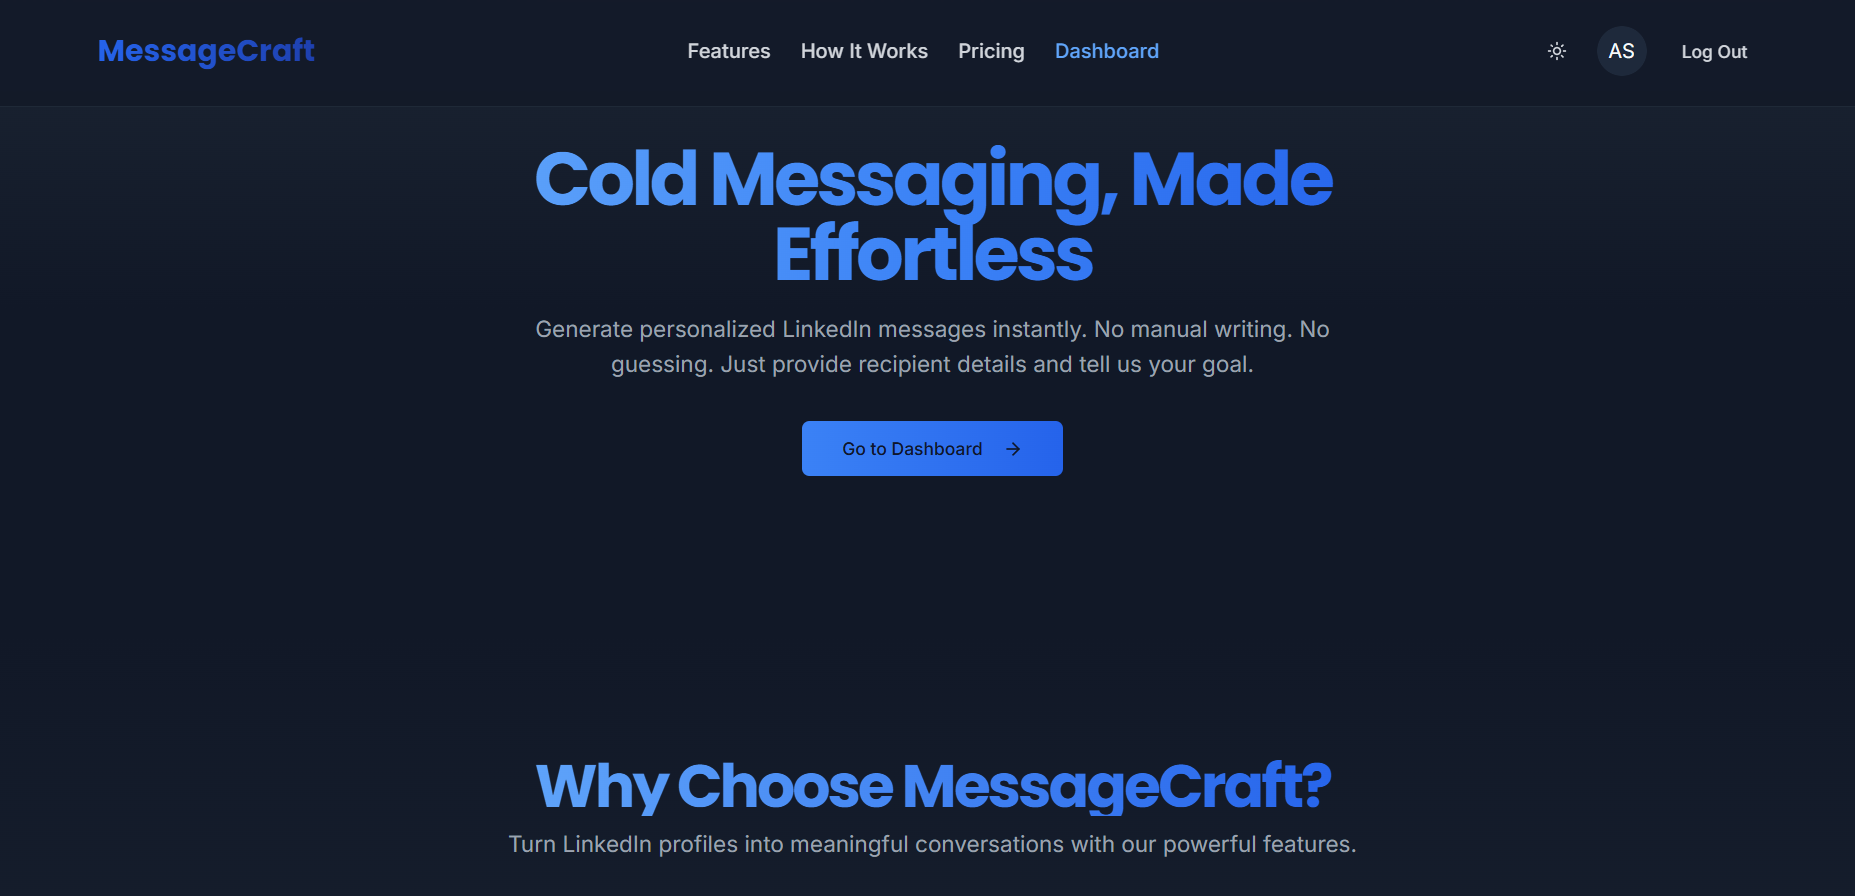 MessageCraft
Features
How It Works
Pricing
Dashboard
AS
Log Out
Cold Messaging, Made
Effortless
Generate personalized LinkedIn messages instantly. No manual writing. No
guessing. Just provide recipient details and tell us your goal.
Go to Dashboard
Why Choose MessageCraft?
Turn LinkedIn profiles into meaningful conversations with our powerful features.